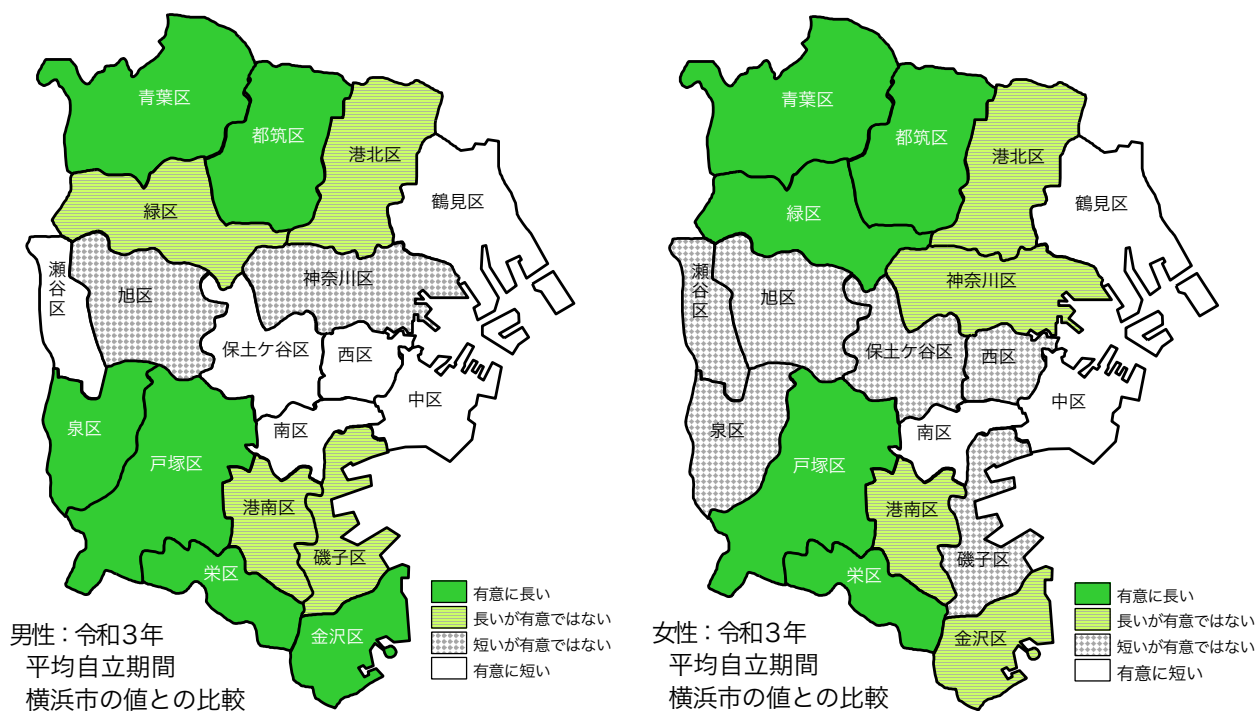 青葉区
都筑区
港北区
鶴見区
緑区
瀬谷区
旭区
神奈川区
保土ケ谷区
西区
中区
南区
泉区
戸塚区
港南区
磯子区
栄区
金沢区
有意に長い
長いが有意ではない
短いが有意ではない
有意に短い
男性：令和3年
平均自立期間
横浜市の値との比較
青葉区
都筑区
港北区
鶴見区
緑区
瀬谷区
旭区
神奈川区
保土ケ谷区
西区
中区
南区
泉区
戸塚区
港南区
磯子区
栄区
金沢区
有意に長い
長いが有意ではない
短いが有意ではない
有意に短い
女性：令和3年
平均自立期間
横浜市の値との比較